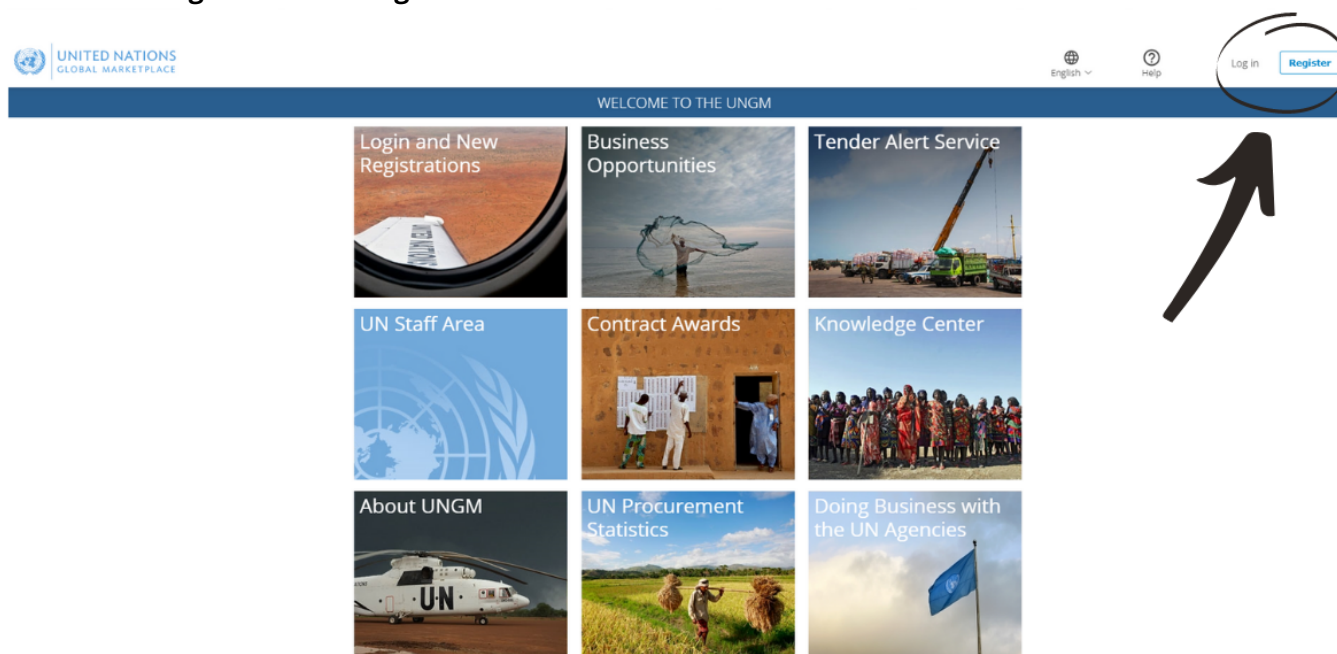 UNITED NATIONS
GLOBAL MARKETPLACE
English
Help
Log in
Register
WELCOME TO THE UNGM
Login and New
Registrations
Business
Opportunities
Tender Alert Service
UN Staff Area
Contract Awards
Knowledge Center
About UNGM
UN
UN Procurement
Statistics
Doing Business with
the UN Agencies